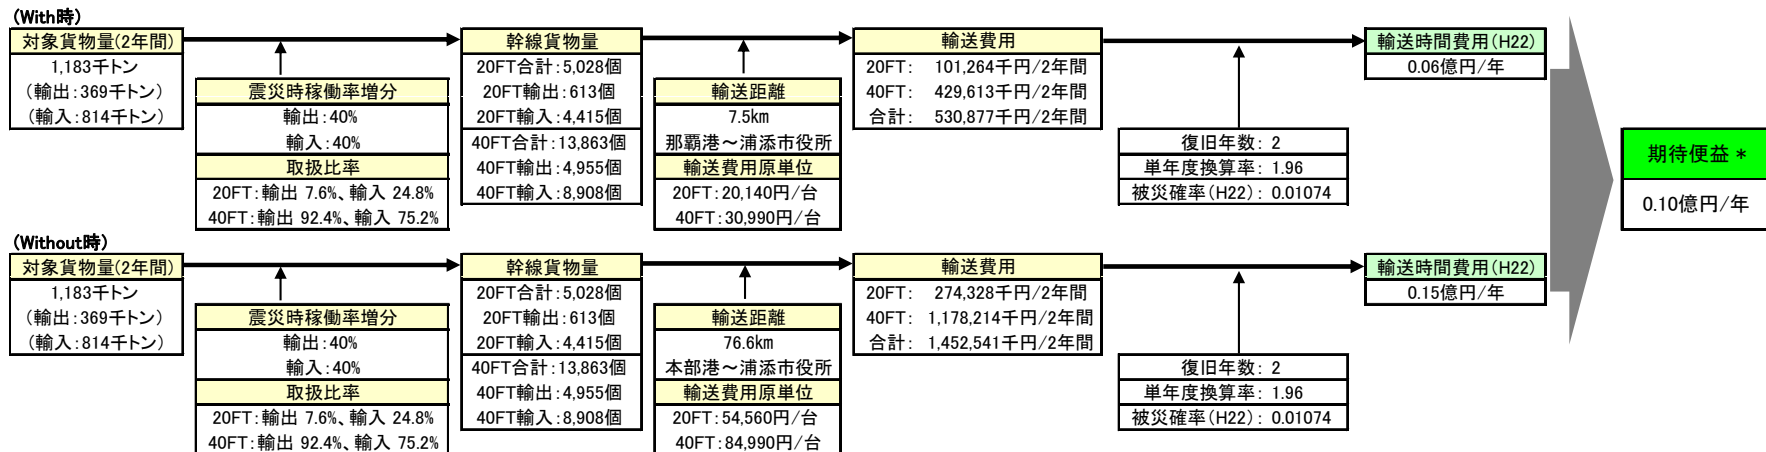 (With時)
対象貨物量(2年間)
1,183千トン
(輸出:369千トン)
(輸入:814千トン)
震災時稼働率増分
輸出:40%
輸入:40%
取扱比率
20FT:輸出 7.6%、輸入 24.8%
40FT:輸出 92.4%、輸入 75.2%
幹線貨物量
20FT合計:5,028個
20FT輸出:613個
20FT輸入:4,415個
40FT合計:13,863個
40FT輸出:4,955個
40FT輸入:8,908個
輸送距離
7.5km
那覇港～浦添市役所
輸送費用原単位
20FT:20,140円/台
40FT:30,990円/台
輸送費用
20FT: 101,264千円/2年間
40FT: 429,613千円/2年間
合計: 530,877千円/2年間
復旧年数: 2
単年度換算率: 1.96
被災確率(H22): 0.01074
輸送時間費用(H22)
0.06億円/年
期待便益 *
0.10億円/年
(Without時)
対象貨物量(2年間)
1,183千トン
(輸出:369千トン)
(輸入:814千トン)
震災時稼働率増分
輸出:40%
輸入:40%
取扱比率
20FT:輸出 7.6%、輸入 24.8%
40FT:輸出 92.4%、輸入 75.2%
幹線貨物量
20FT合計:5,028個
20FT輸出:613個
20FT輸入:4,415個
40FT合計:13,863個
40FT輸出:4,955個
40FT輸入:8,908個
輸送距離
76.6km
本部港～浦添市役所
輸送費用原単位
20FT:54,560円/台
40FT:84,990円/台
輸送費用
20FT: 274,328千円/2年間
40FT: 1,178,214千円/2年間
合計: 1,452,541千円/2年間
復旧年数: 2
単年度換算率: 1.96
被災確率(H22): 0.01074
輸送時間費用(H22)
0.15億円/年